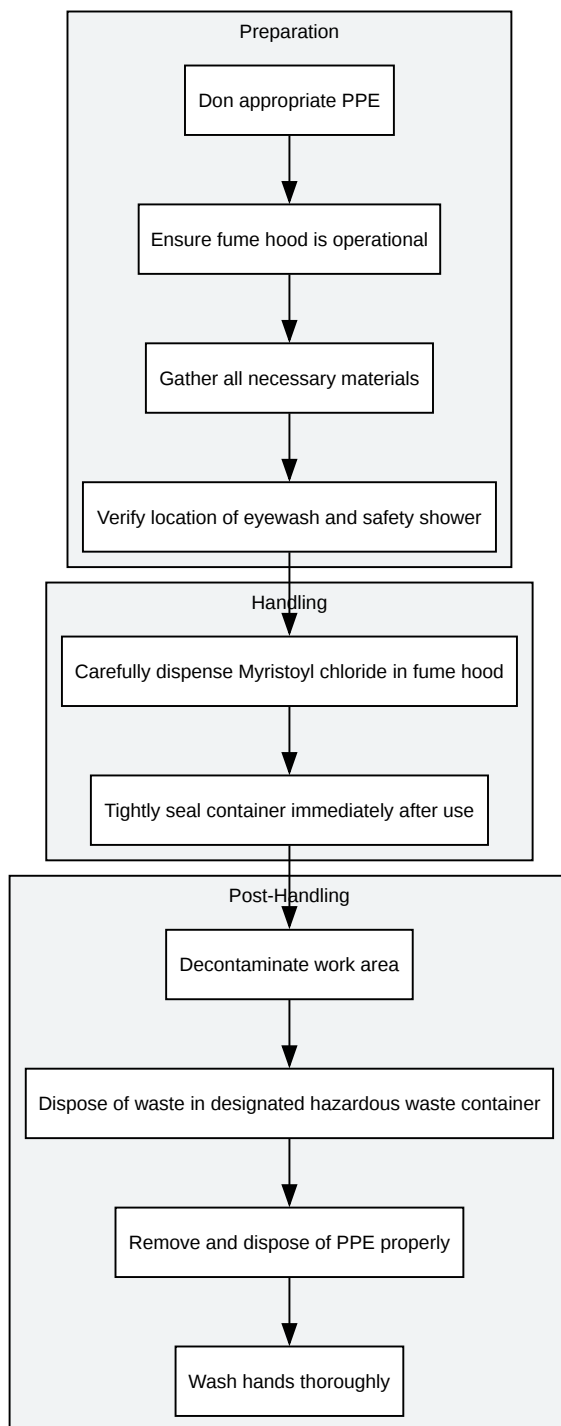 Preparation
Don appropriate PPE
Ensure fume hood is operational
Gather all necessary materials
Verify location of eyewash and safety shower
Handling
Carefully dispense Myristoyl chloride in fume hood
Tightly seal container immediately after use
Post-Handling
Decontaminate work area
Dispose of waste in designated hazardous waste container
Remove and dispose of PPE properly
Wash hands thoroughly